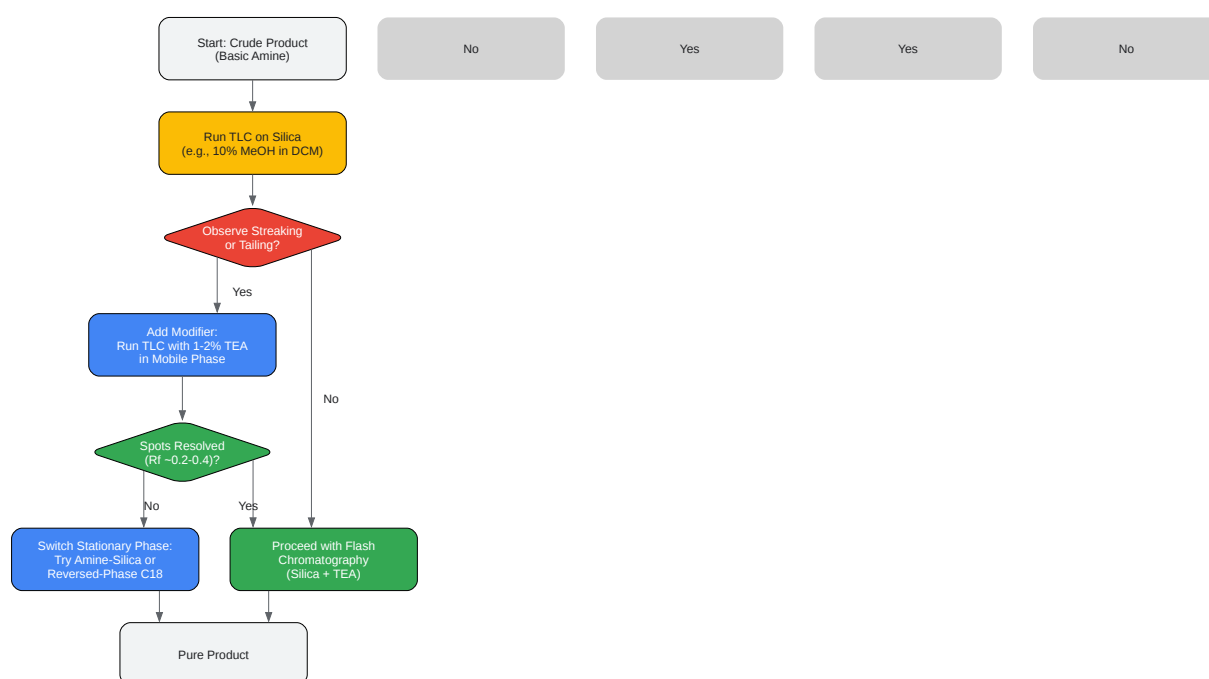 Start: Crude Product
(Basic Amine)
No
Yes
Yes
No
Run TLC on Silica
(e.g., 10% MeOH in DCM)
Observe Streaking
or Tailing?
Yes
Add Modifier:
Run TLC with 1-2% TEA
in Mobile Phase
No
Spots Resolved
(Rf ~0.2-0.4)?
No
Yes
Switch Stationary Phase:
Try Amine-Silica or
Reversed-Phase C18
Proceed with Flash
Chromatography
(Silica + TEA)
Pure Product